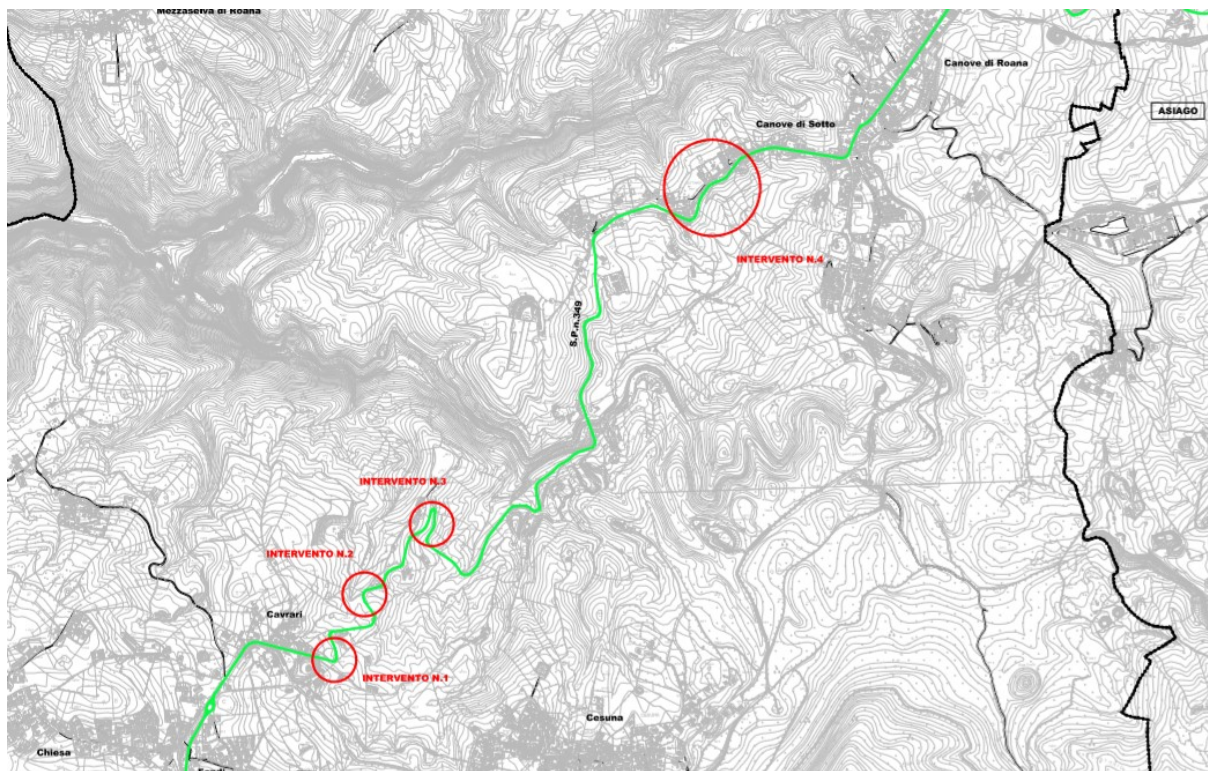 Mezzaselva di Roana
Canove di Roana
ASIAGO
Canove di Sotto
INTERVENTO N.4
S.P.n.349
INTERVENTO N.3
INTERVENTO N.2
Cavrari
INTERVENTO N.1
Cesuna
Chiesa